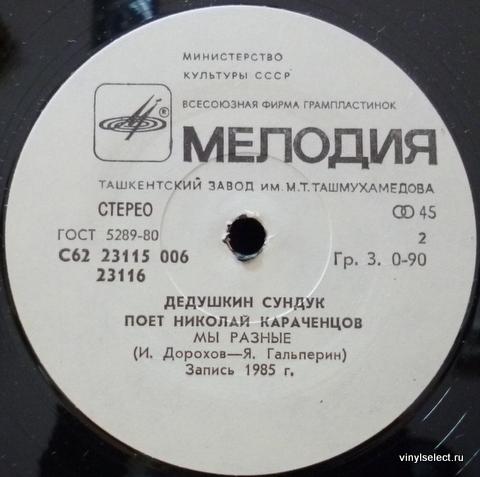 МИНИСТЕРСТВО
КУЛЬТУРЫ СССР
ВСЕСОЮЗНАЯ ФИРМА ГРАМПЛАСТИНОК
®
МЕЛОДИЯ
ТАШКЕНТСКИЙ ЗАВОД ИМ. М.Т. ТАШМУХАМЕДОВА
СТЕРЕО
45
ГОСТ 5289-80
2
С62 23115 006
Гр. 3. 0-90
23116
ДЕДУШКИН СУНДУК
ПОЕТ НИКОЛАЙ КАРАЧЕНЦОВ
МЫ РАЗНЫЕ
(И. Дорохов—Я. Гальперин)
Запись 1985 г.
vinylselect.ru